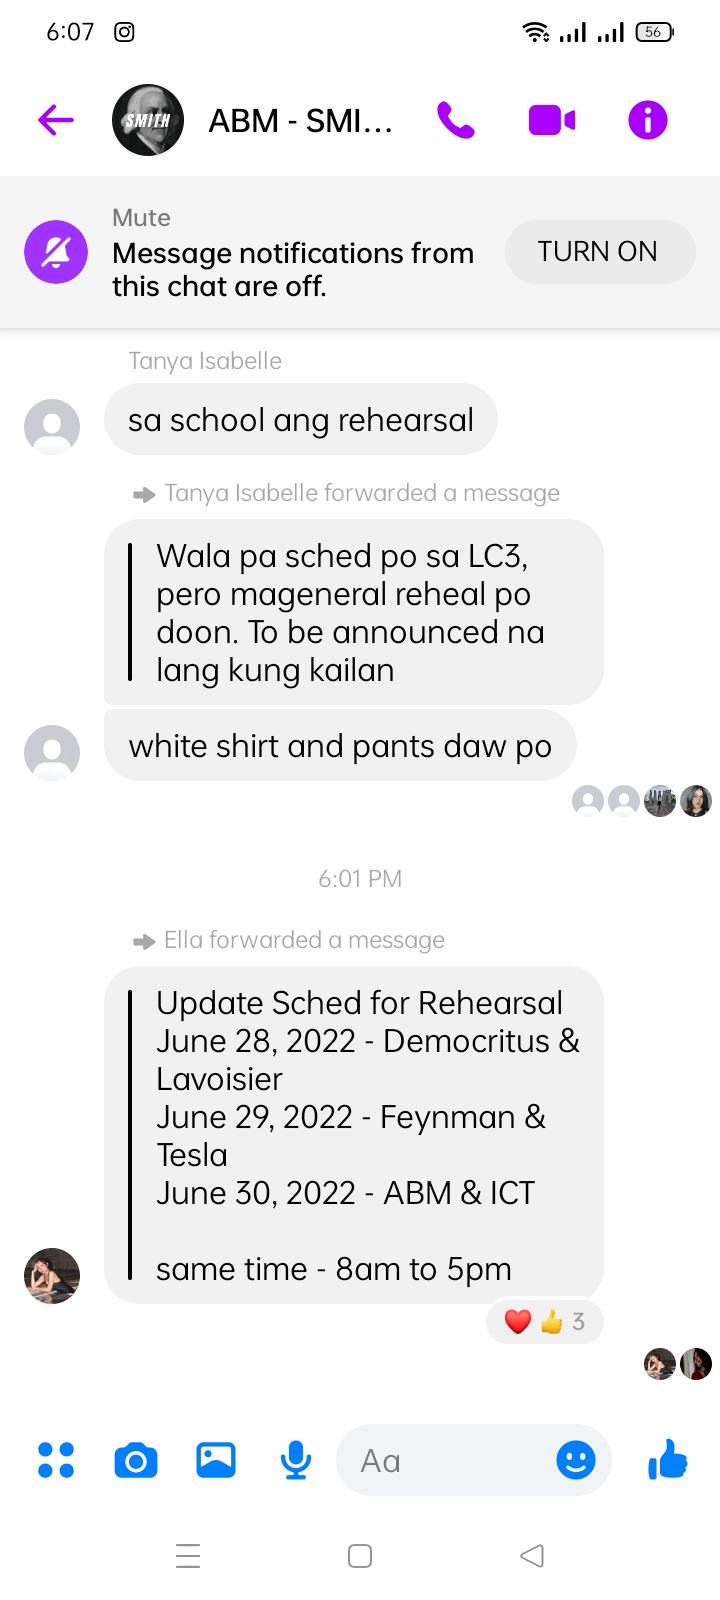 6:07
56
SMITH
ABM - SMI...
Mute
Message notifications from
this chat are off.
TURN ON
Tanya Isabelle
sa school ang rehearsal
Tanya Isabelle forwarded a message
Wala pa sched po sa LC3,
pero mageneral reheal po
doon. To be announced na
lang kung kailan
white shirt and pants daw po
6:01 PM
Ella forwarded a message
Update Sched for Rehearsal
June 28, 2022 - Democritus &
Lavoisier
June 29, 2022 - Feynman &
Tesla
June 30, 2022 - ABM & ICT
same time - 8am to 5pm
3
Aa